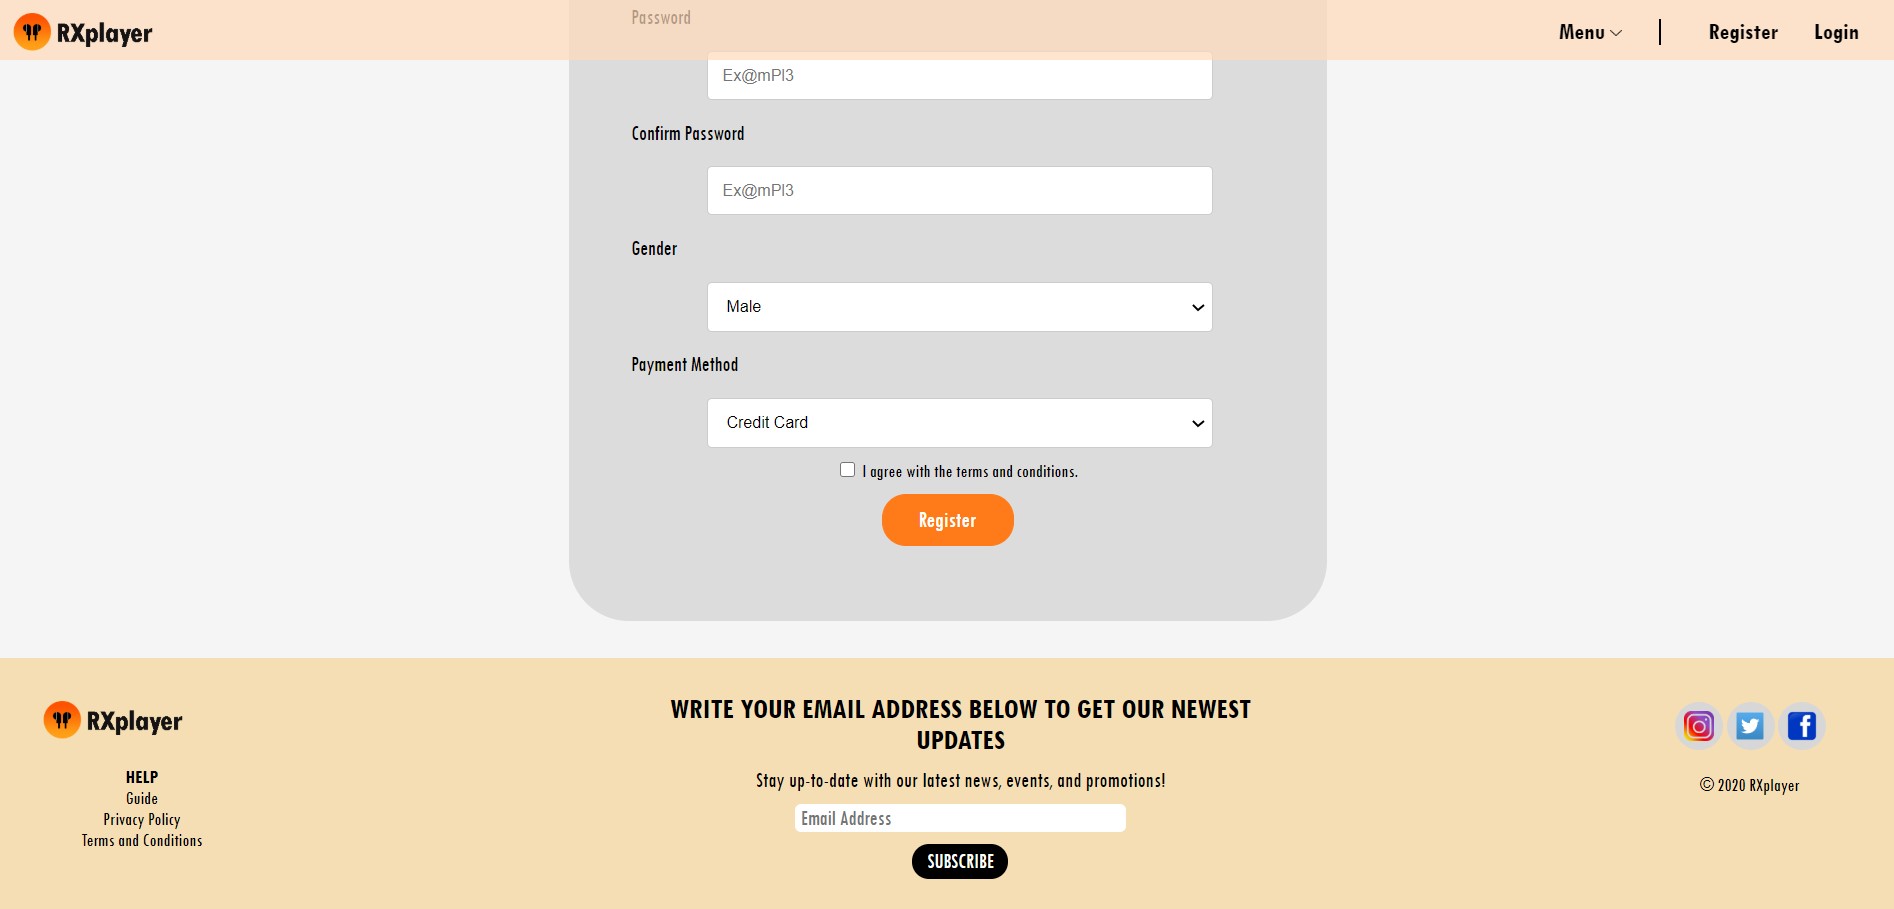 RXplayer
Menu
Register
Login
Password
Ex@mPl3
Confirm Password
Ex@mPl3
Gender
Male
Payment Method
Credit Card
I agree with the terms and conditions.
Register
RXplayer
HELP
Guide
Privacy Policy
Terms and Conditions
WRITE YOUR EMAIL ADDRESS BELOW TO GET OUR NEWEST
UPDATES
Stay up-to-date with our latest news, events, and promotions!
Email Address
SUBSCRIBE
© 2020 RXplayer